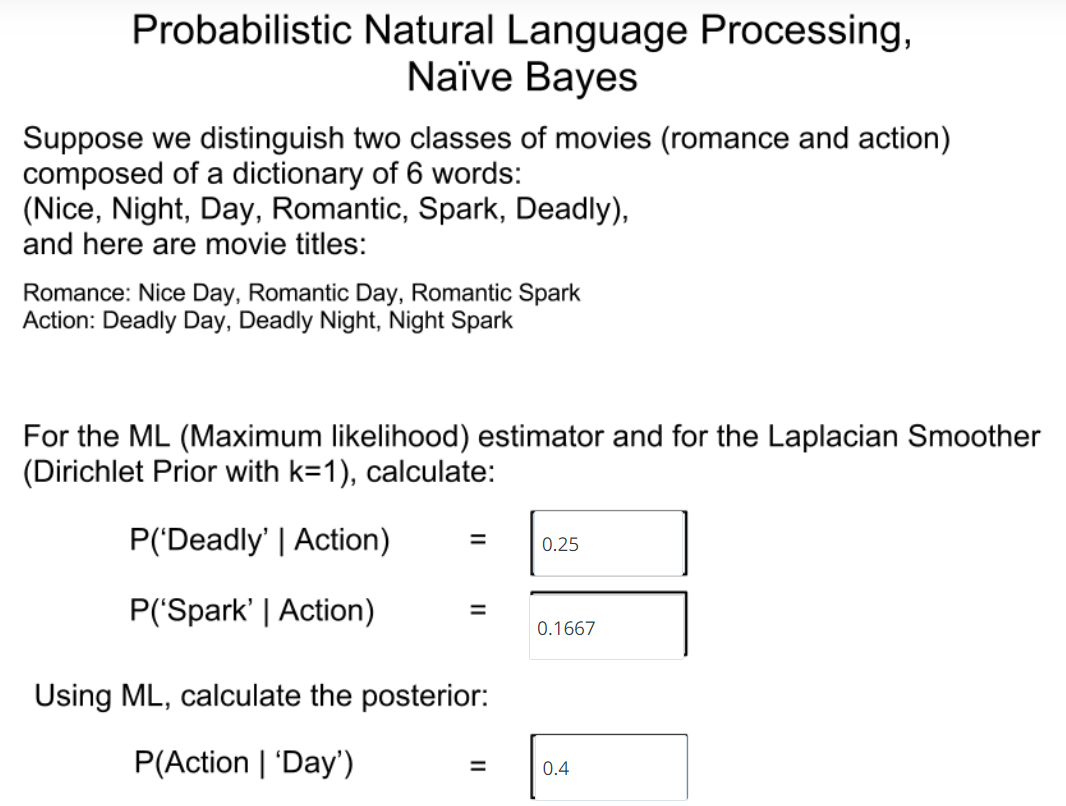 Probabilistic Natural Language Processing,
Naïve Bayes
Suppose we distinguish two classes of movies (romance and action)
composed of a dictionary of 6 words:
(Nice, Night, Day, Romantic, Spark, Deadly),
and here are movie titles:
Romance: Nice Day, Romantic Day, Romantic Spark
Action: Deadly Day, Deadly Night, Night Spark
For the ML (Maximum likelihood) estimator and for the Laplacian Smoother
(Dirichlet Prior with k=1), calculate:
P(‘Deadly’ | Action) = 0.25
P(‘Spark’ | Action) = 0.1667
Using ML, calculate the posterior:
P(Action | ‘Day’) = 0.4